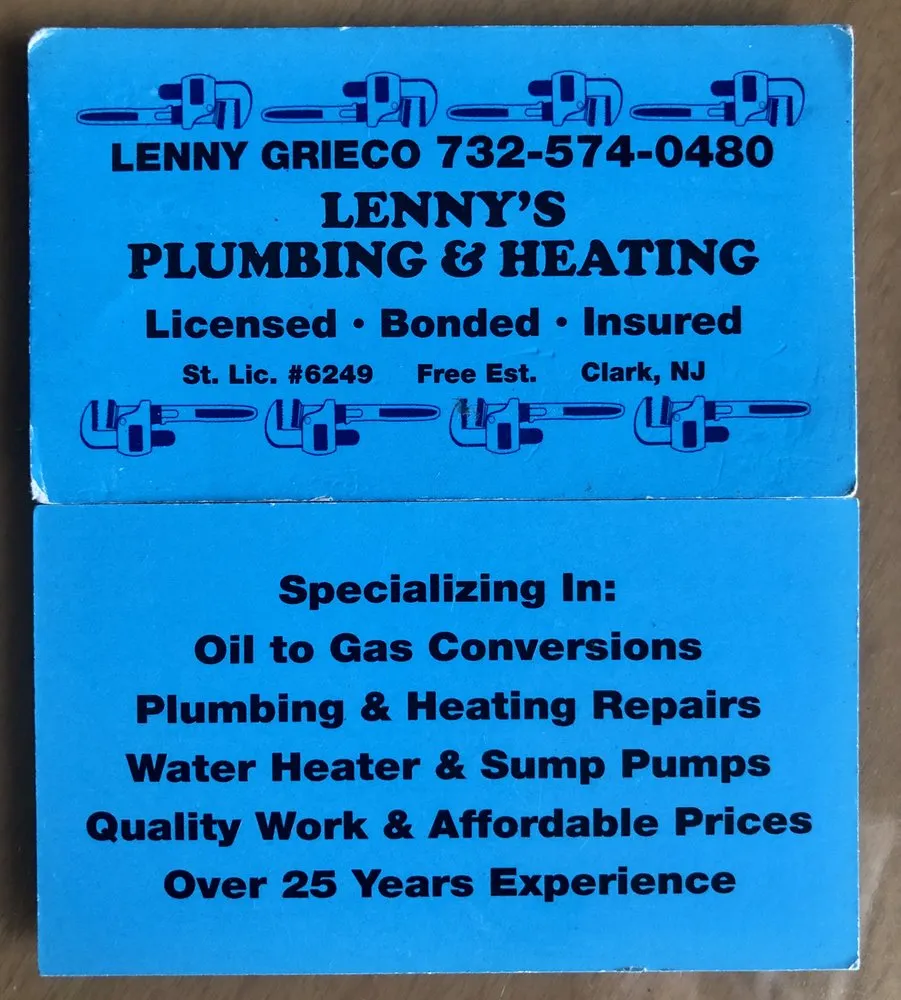 LENNY GRIECO 732-574-0480
LENNY'S
PLUMBING & HEATING
Licensed • Bonded • Insured
St. Lic. #6249 Free Est. Clark, NJ
Specializing In:
Oil to Gas Conversions
Plumbing & Heating Repairs
Water Heater & Sump Pumps
Quality Work & Affordable Prices
Over 25 Years Experience